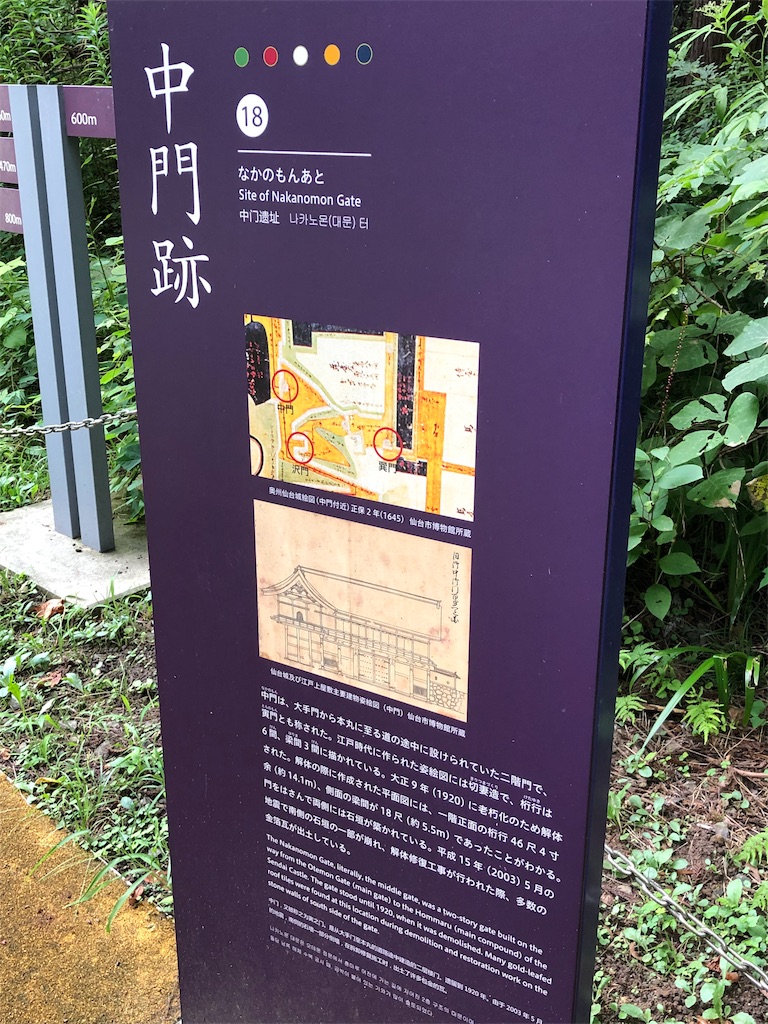 600m
470m
800m
中門跡
18
なかのもんあと
Site of Nakanomon Gate
中门遗址 나카노몬(대문) 터
中門
沢門
巽門
奥州仙台城絵図(中門付近)正保2年(1645) 仙台市博物館所蔵
仙台城及び江戸上屋敷主要建物姿絵図(中門)仙台市博物館所蔵
中門は、大手門から本丸に至る道の途中に設けられていた二階門で、
寅門とも称された。江戸時代に作られた姿絵図には切妻造で、桁行は
6間、梁間3間に描かれている。大正9年(1920)に老朽化のため解体
された。解体の際に作成された平面図には、一階正面の桁行46尺4寸
余(約14.1m)、側面の梁間が18尺(約5.5m)であったことがわかる。
門をはさんで両側には石垣が築かれている。平成15年(2003)5月の
地震で南側の石垣の一部が崩れ、解体修復工事が行われた際、多数の
金箔瓦が出土している。
The Nakanomon Gate, literally, the middle gate, was a two-story gate built on the
way from the Otemon Gate (main gate) to the Hommaru (main compound) of the
Sendai Castle. The gate stood until 1920, when it was demolished. Many gold-leafed
roof tiles were found at this location during demolition and restoration work on the
stone walls of south side of the gate.